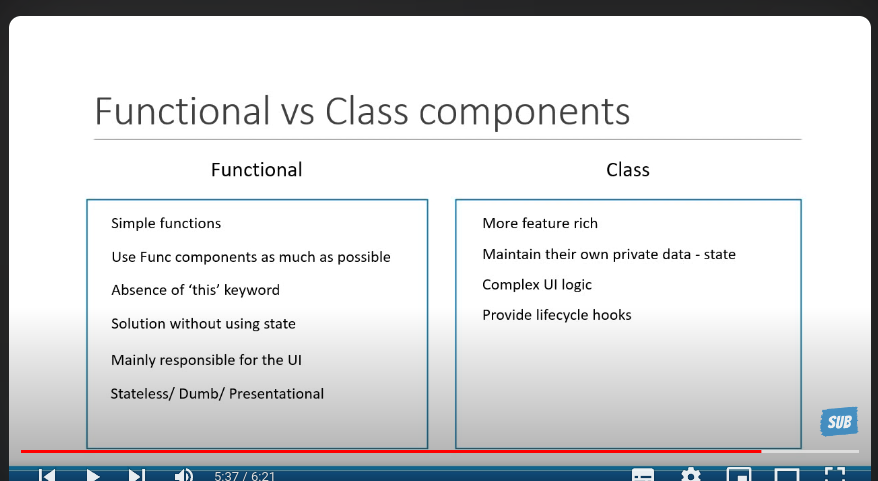 Functional vs Class components
Functional
Simple functions
Use Func components as much as possible
Absence of ‘this’ keyword
Solution without using state
Mainly responsible for the UI
Stateless/ Dumb/ Presentational
Class
More feature rich
Maintain their own private data - state
Complex UI logic
Provide lifecycle hooks
SUB
5:37 / 6:21